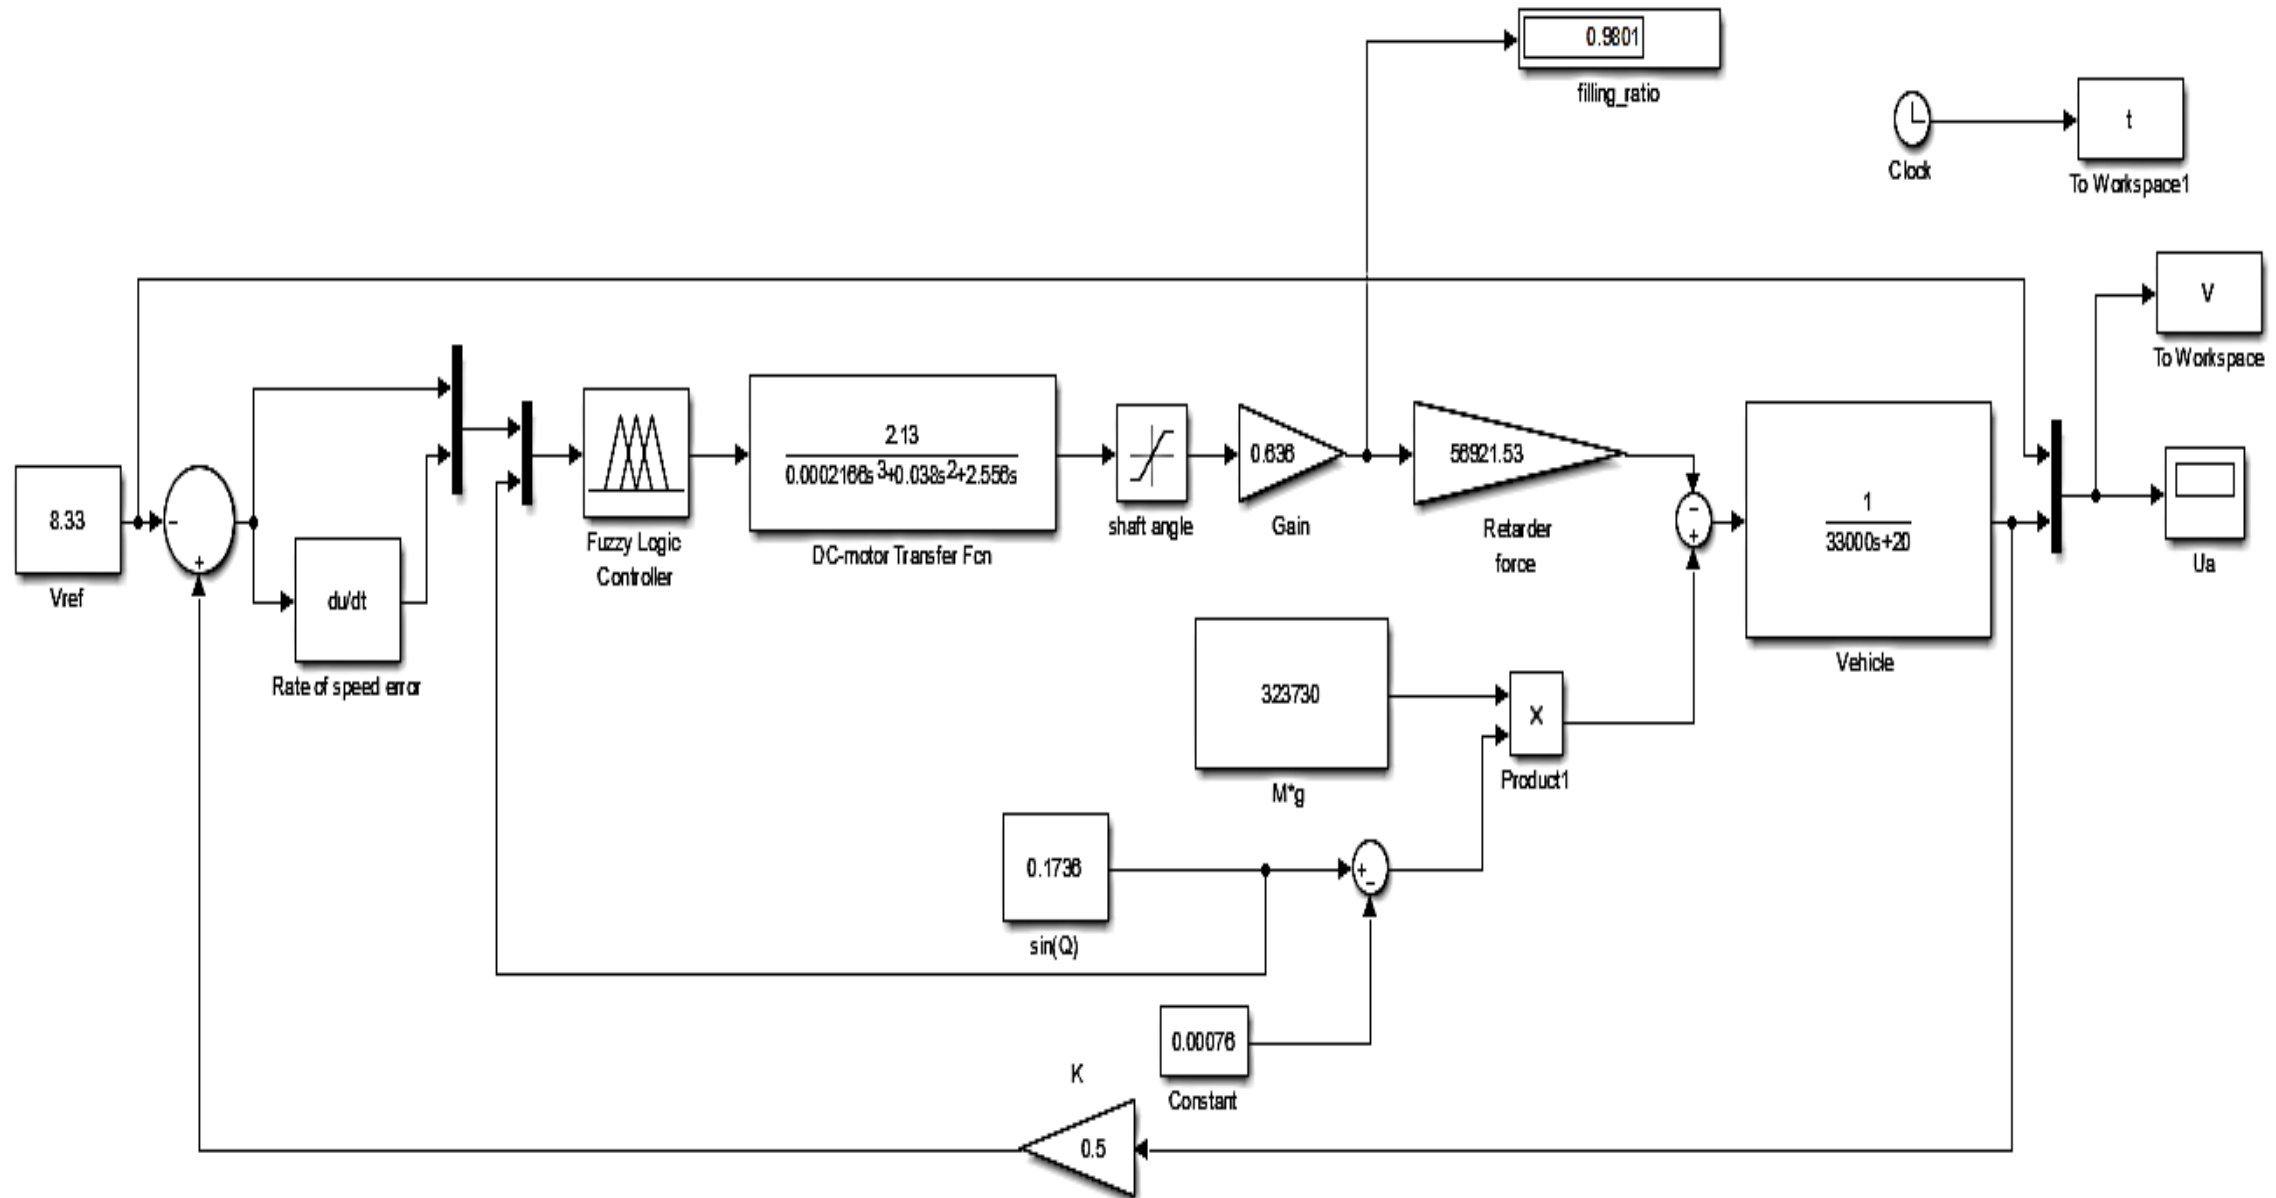 0.9801
filling_ratio
t
Clock
To Workspace1
V
To Workspace
8.33
Vref
-
+
du/dt
Rate of speed error
Fuzzy Logic
Controller
2.13
0.0002166s^3+0.038s^2+2.556s
DC-motor Transfer Fcn
shaft angle
0.636
Gain
56921.53
Retarder
force
-
+
1
33000s+20
Vehicle
Ua
323730
M*g
X
Product1
0.1736
sin(Q)
+
-
0.00076
Constant
K
0.5